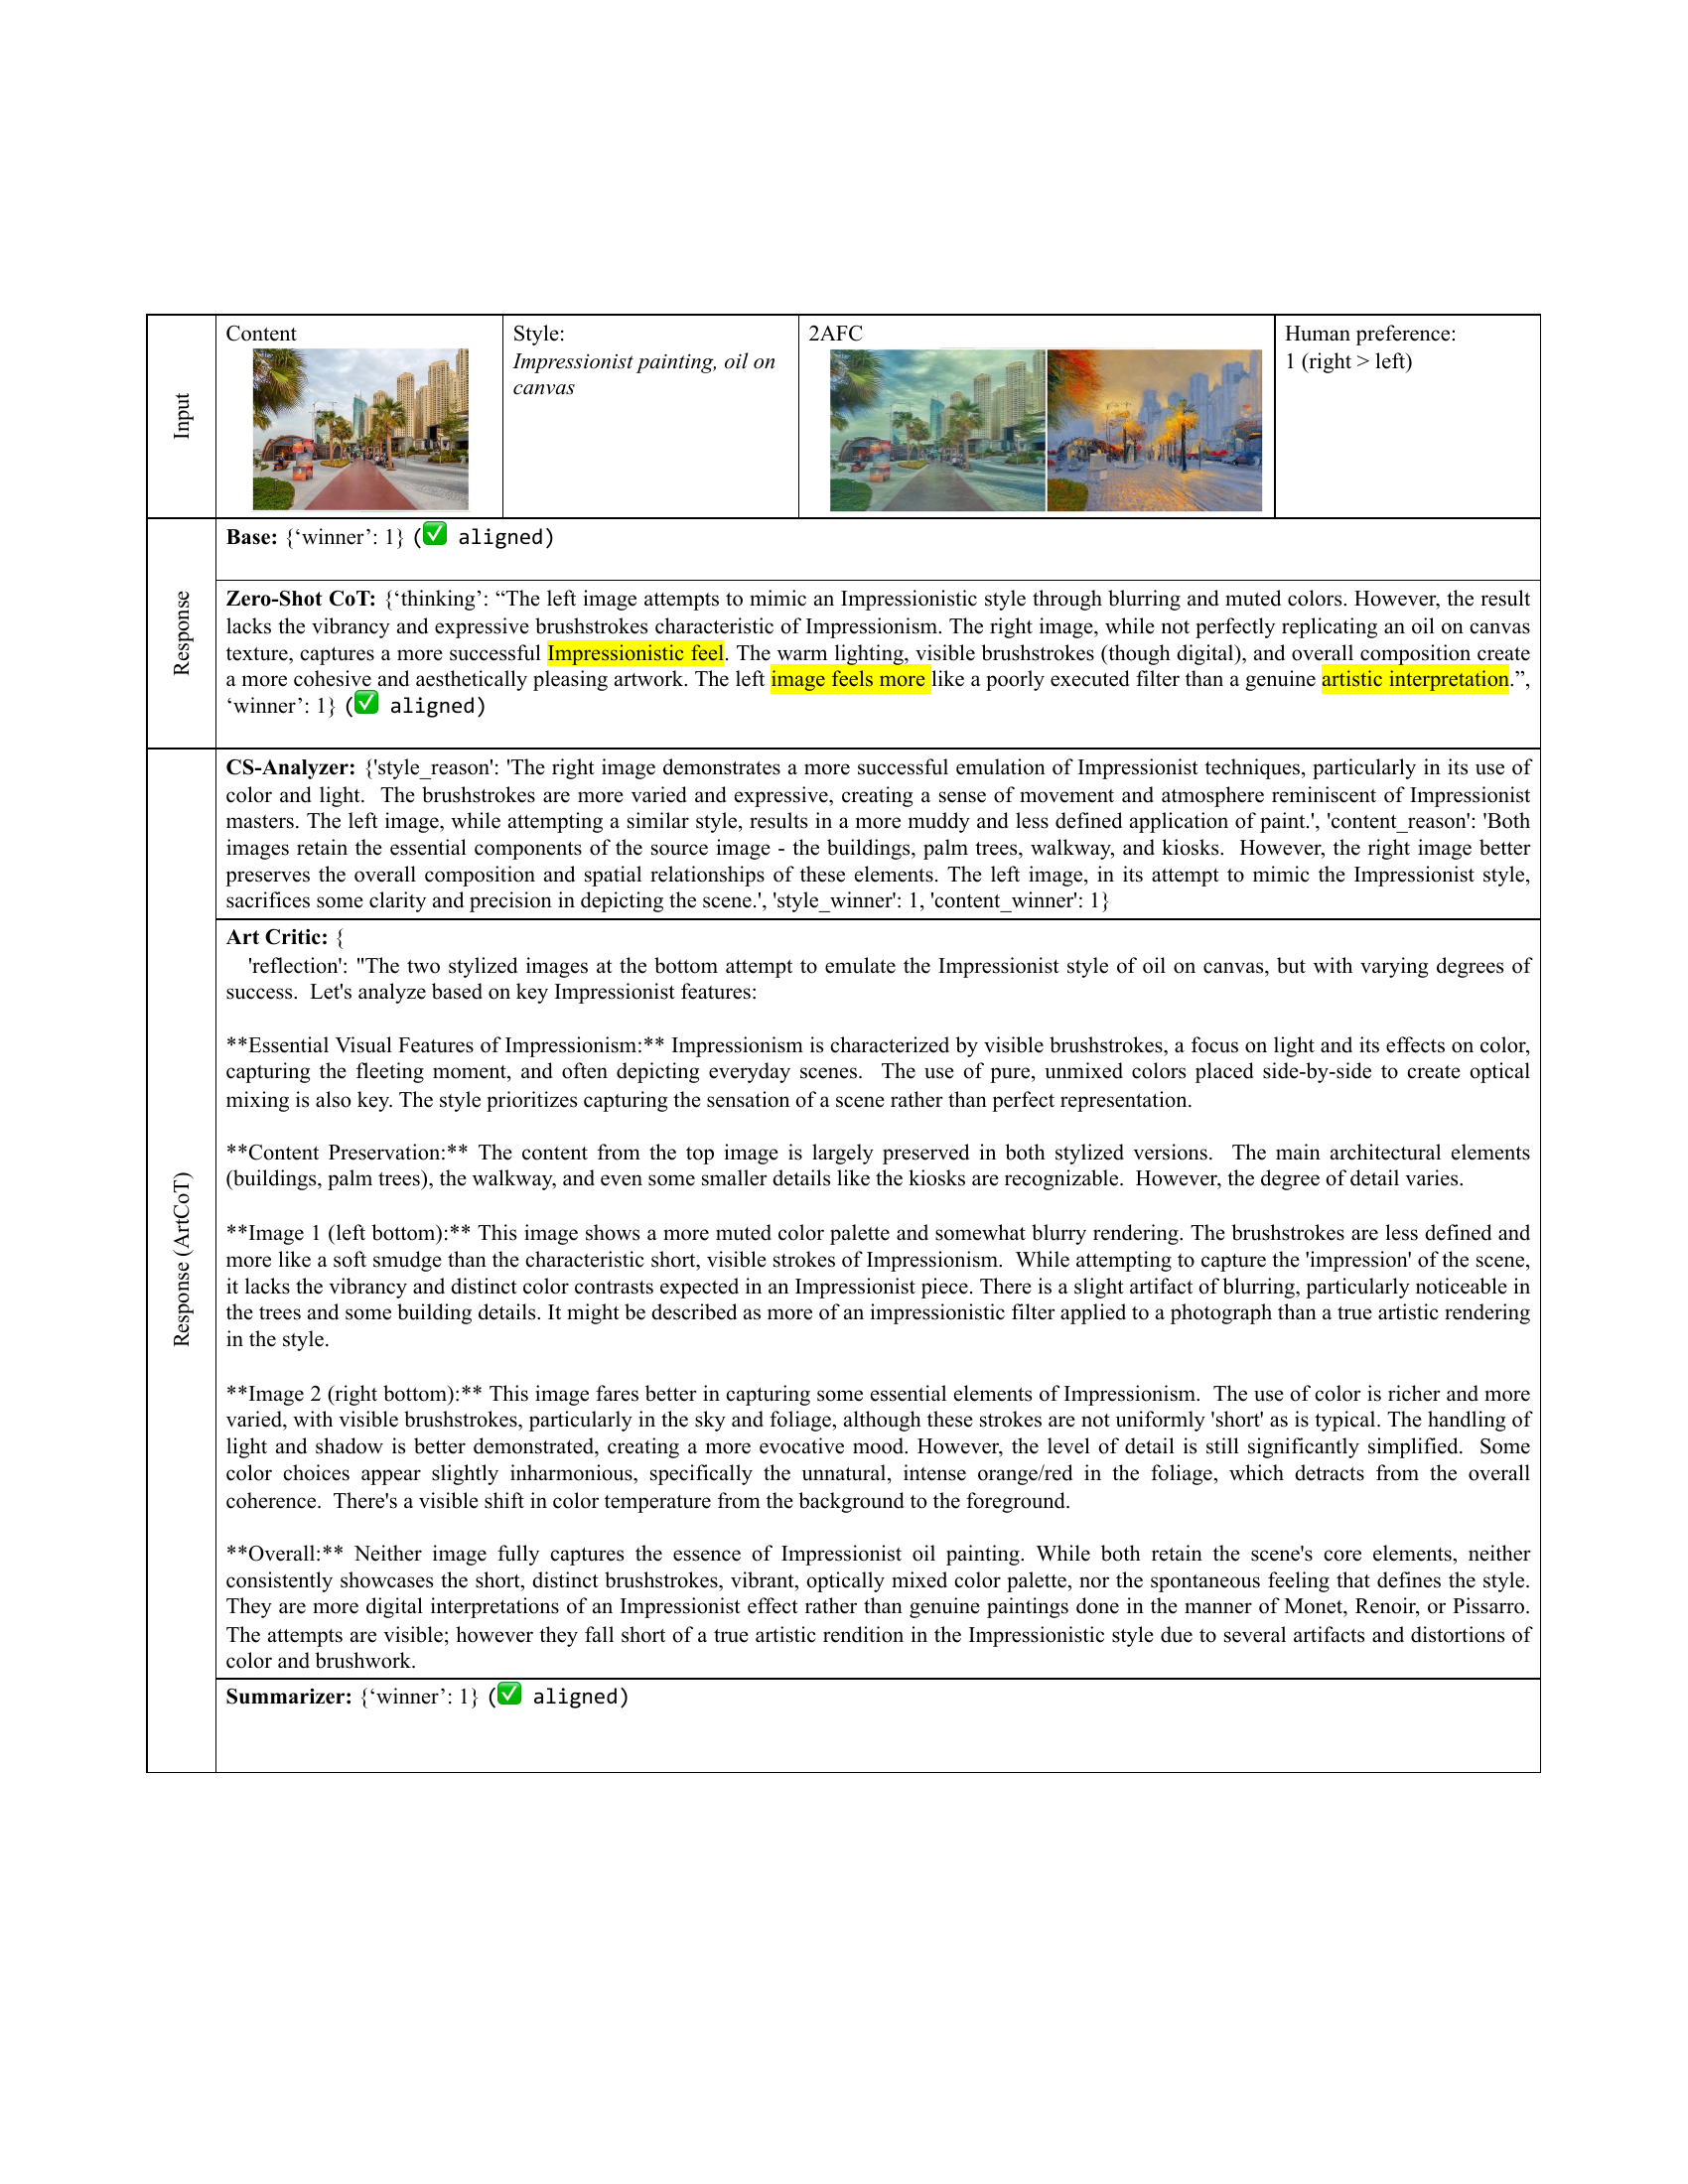 Input
Content
Style:
Impressionist painting, oil on
canvas
2AFC
Human preference:
1 (right > left)
Response
Base: {‘winner’: 1} (✅ aligned)
Zero-Shot CoT: {‘thinking’: “The left image attempts to mimic an Impressionistic style through blurring and muted colors. However, the result
lacks the vibrancy and expressive brushstrokes characteristic of Impressionism. The right image, while not perfectly replicating an oil on canvas
texture, captures a more successful Impressionistic feel. The warm lighting, visible brushstrokes (though digital), and overall composition create
a more cohesive and aesthetically pleasing artwork. The left image feels more like a poorly executed filter than a genuine artistic interpretation.”,
‘winner’: 1} (✅ aligned)
Response (ArtCoT)
CS-Analyzer: {'style_reason': 'The right image demonstrates a more successful emulation of Impressionist techniques, particularly in its use of
color and light. The brushstrokes are more varied and expressive, creating a sense of movement and atmosphere reminiscent of Impressionist
masters. The left image, while attempting a similar style, results in a more muddy and less defined application of paint.', 'content_reason': 'Both
images retain the essential components of the source image - the buildings, palm trees, walkway, and kiosks. However, the right image better
preserves the overall composition and spatial relationships of these elements. The left image, in its attempt to mimic the Impressionist style,
sacrifices some clarity and precision in depicting the scene.', 'style_winner': 1, 'content_winner': 1}
Art Critic: {
'reflection': "The two stylized images at the bottom attempt to emulate the Impressionist style of oil on canvas, but with varying degrees of
success. Let's analyze based on key Impressionist features:
**Essential Visual Features of Impressionism:** Impressionism is characterized by visible brushstrokes, a focus on light and its effects on color,
capturing the fleeting moment, and often depicting everyday scenes. The use of pure, unmixed colors placed side-by-side to create optical
mixing is also key. The style prioritizes capturing the sensation of a scene rather than perfect representation.
**Content Preservation:** The content from the top image is largely preserved in both stylized versions. The main architectural elements
(buildings, palm trees), the walkway, and even some smaller details like the kiosks are recognizable. However, the degree of detail varies.
**Image 1 (left bottom):** This image shows a more muted color palette and somewhat blurry rendering. The brushstrokes are less defined and
more like a soft smudge than the characteristic short, visible strokes of Impressionism. While attempting to capture the 'impression' of the scene,
it lacks the vibrancy and distinct color contrasts expected in an Impressionist piece. There is a slight artifact of blurring, particularly noticeable in
the trees and some building details. It might be described as more of an impressionistic filter applied to a photograph than a true artistic rendering
in the style.
**Image 2 (right bottom):** This image fares better in capturing some essential elements of Impressionism. The use of color is richer and more
varied, with visible brushstrokes, particularly in the sky and foliage, although these strokes are not uniformly 'short' as is typical. The handling of
light and shadow is better demonstrated, creating a more evocative mood. However, the level of detail is still significantly simplified. Some
color choices appear slightly inharmonious, specifically the unnatural, intense orange/red in the foliage, which detracts from the overall
coherence. There's a visible shift in color temperature from the background to the foreground.
**Overall:** Neither image fully captures the essence of Impressionist oil painting. While both retain the scene's core elements, neither
consistently showcases the short, distinct brushstrokes, vibrant, optically mixed color palette, nor the spontaneous feeling that defines the style.
They are more digital interpretations of an Impressionist effect rather than genuine paintings done in the manner of Monet, Renoir, or Pissarro.
The attempts are visible; however they fall short of a true artistic rendition in the Impressionistic style due to several artifacts and distortions of
color and brushwork.
Summarizer: {‘winner’: 1} (✅ aligned)